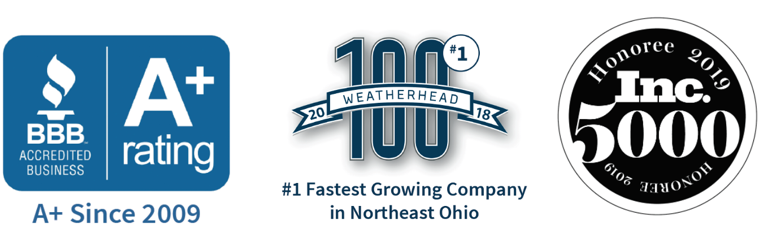 BBB
ACCREDITED
BUSINESS
A+
rating
A+ Since 2009
100
#1
WEATHERHEAD
20 18
#1 Fastest Growing Company
in Northeast Ohio
Honoree 2019
Inc.
5000
HONOREE 2019